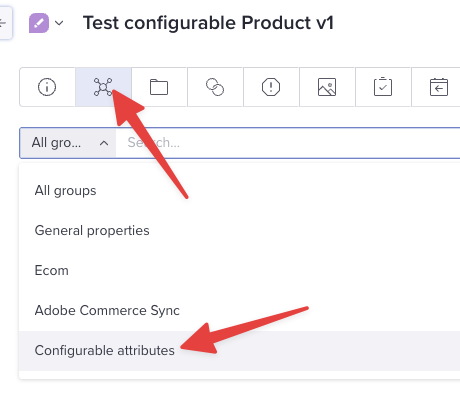 Test configurable Product v1
All gro...
Search...
All groups
General properties
Ecom
Adobe Commerce Sync
Configurable attributes